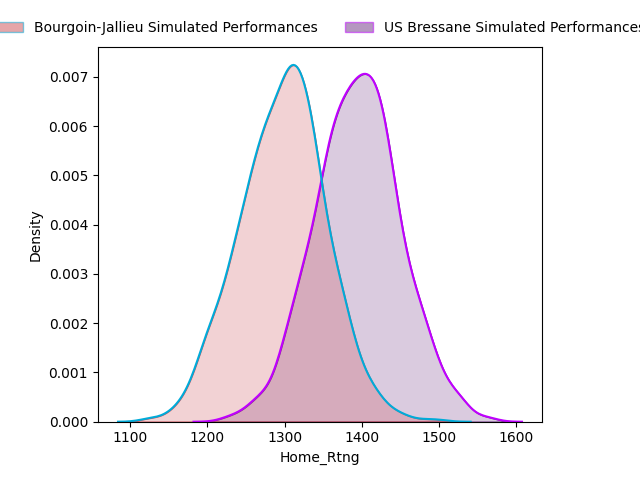 Bourgoin-Jallieu Simulated Performances
US Bressane Simulated Performances
0.007
0.006
0.005
0.004
0.003
0.002
0.001
0.000
Density
1100 1200 1300 1400 1500 1600
Home_Rtng